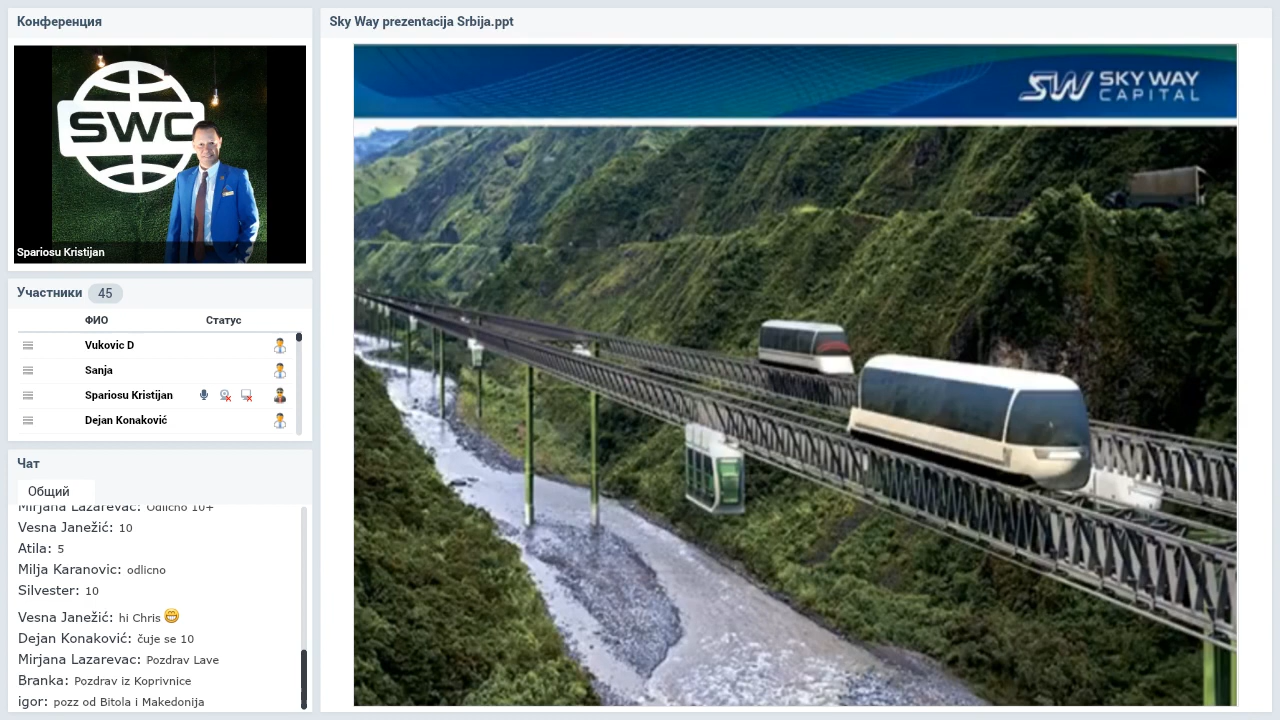 Конференция
SWC
Spariosu Kristijan
Участники 45
ФИО Статус
Vukovic D
Sanja
Spariosu Kristijan
Dejan Konaković
Чат
Общий
Mirjana Lazarevac: Odlicno 10+
Vesna Janežić: 10
Atila: 5
Milja Karanovic: odlicno
Silvester: 10
Vesna Janežić: hi Chris 😁
Dejan Konaković: čuje se 10
Mirjana Lazarevac: Pozdrav Lave
Branka: Pozdrav iz Koprivnice
igor: pozz od Bitola i Makedonija
Sky Way prezentacija Srbija.ppt
SW SKY WAY
CAPITAL